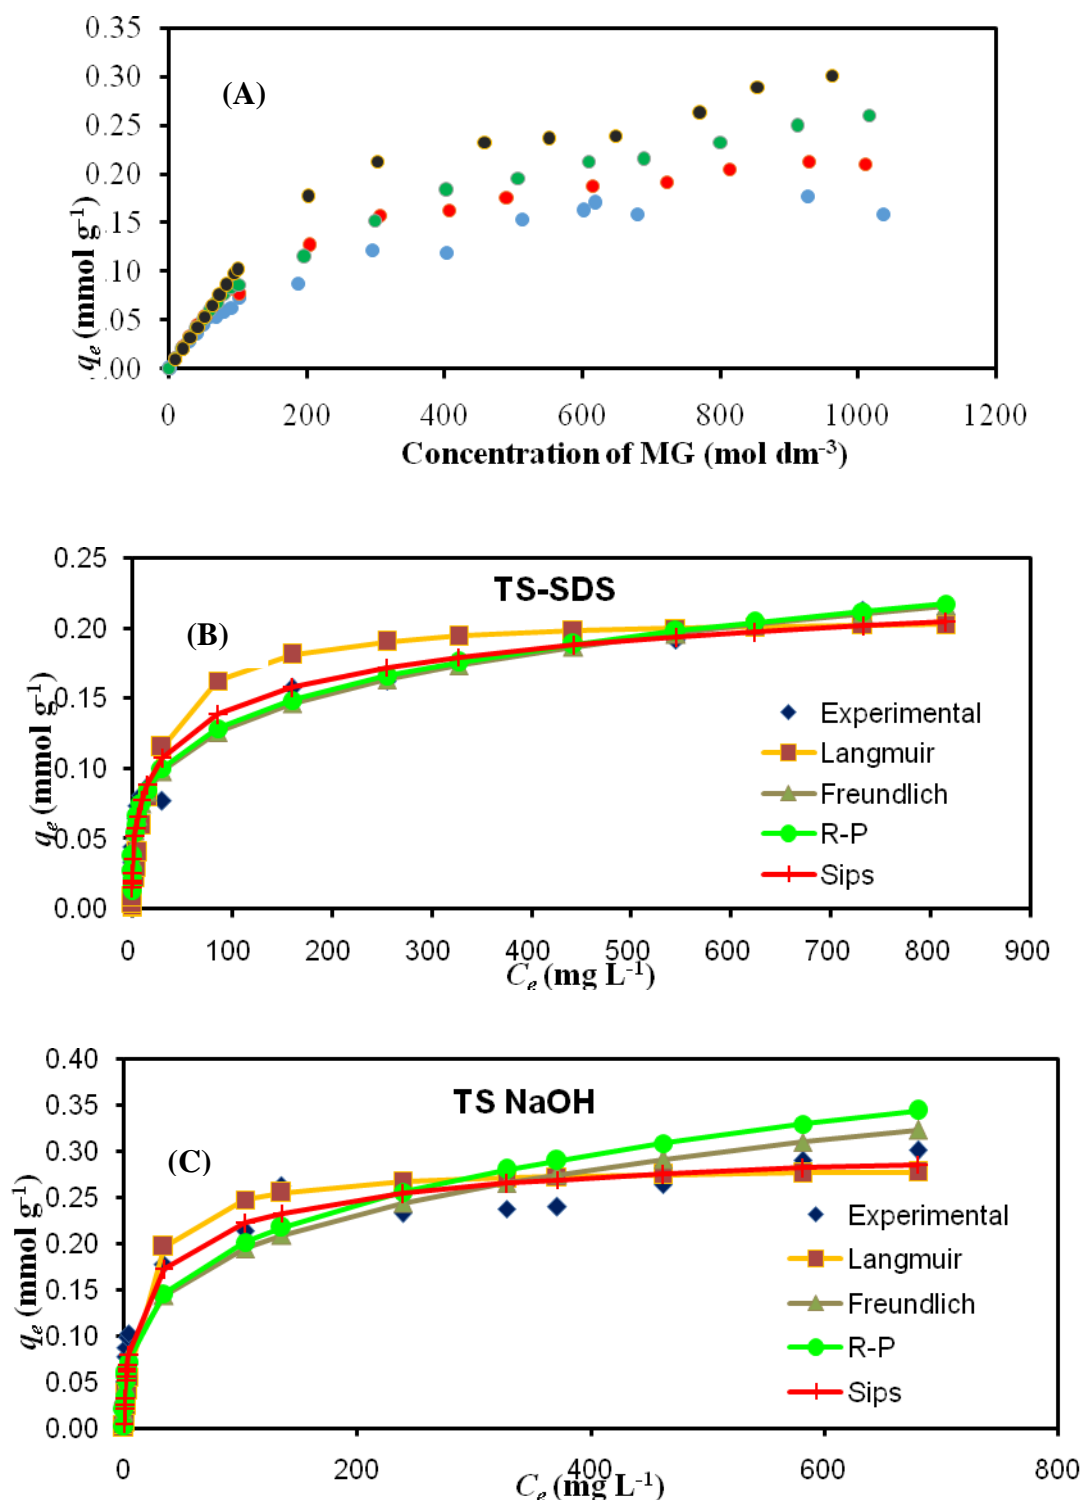 0.35
0.30
(A)
0.25
0.20
0.15
0.10
.05
.00
qe (mmol g-1)
0 200 400 600 800 1000 1200
Concentration of MG (mol dm-3)
0.25
TS-SDS
0.20
(B)
0.15
0.10
0.05
0.00
qe (mmol g-1)
Experimental
Langmuir
Freundlich
R-P
Sips
0 100 200 300 400 500 600 700 800 900
Ce (mg L-1)
0.40
TS NaOH
0.35
0.30
(C)
0.25
0.20
0.15
0.10
0.05
0.00
qe (mmol g-1)
Experimental
Langmuir
Freundlich
R-P
Sips
0 200 400 600 800
Ce (mg L-1)